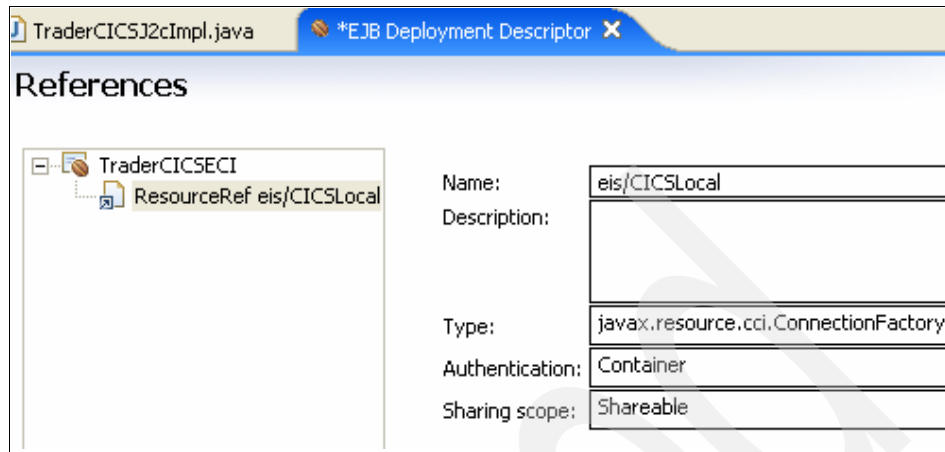 TraderCICSJ2cImpl.java
*EJB Deployment Descriptor
References
TraderCICSECI
ResourceRef eis/CICSLocal
Name: eis/CICSLocal
Description:
Type: javax.resource.cci.ConnectionFactory
Authentication: Container
Sharing scope: Shareable